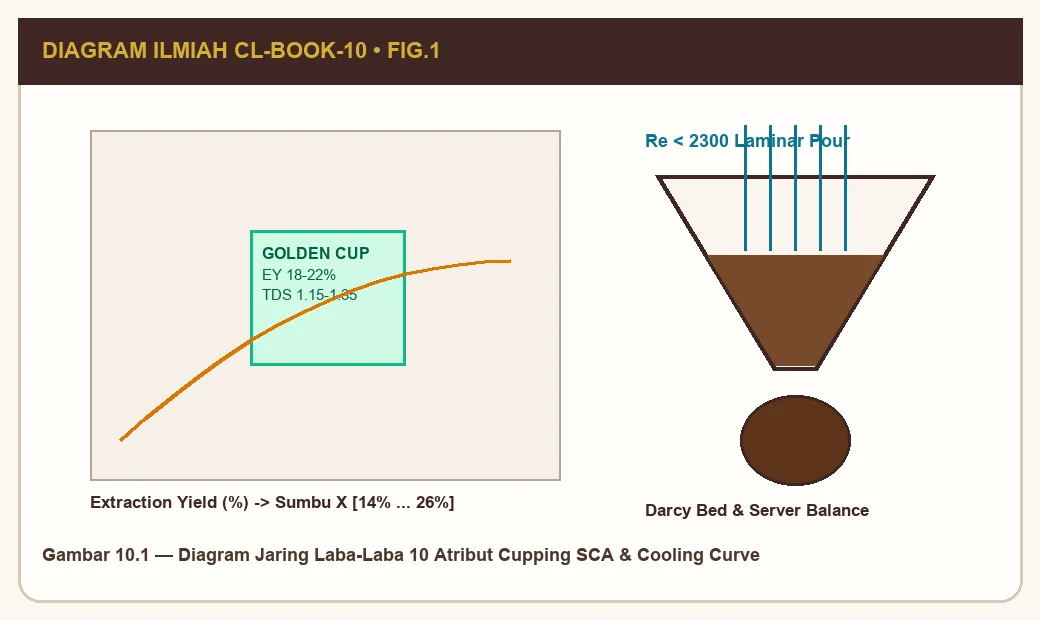 DIAGRAM ILMIAH CL-BOOK-10 • FIG.1
Re < 2300 Laminar Pour
GOLDEN CUP
EY 18-22%
TDS 1.15-1.35
Extraction Yield (%) -> Sumbu X [14% ... 26%]
Darcy Bed & Server Balance
Gambar 10.1 — Diagram Jaring Laba-Laba 10 Atribut Cupping SCA & Cooling Curve